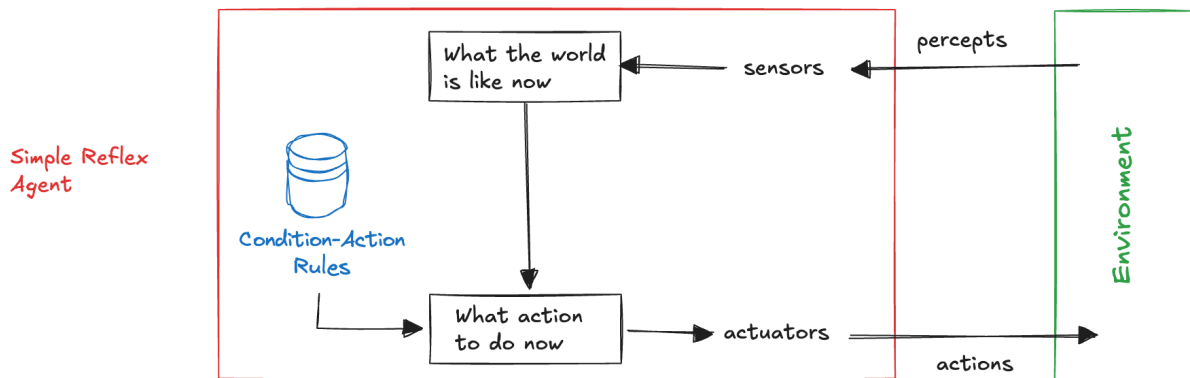 percepts
What the world
is like now
sensors
Simple Reflex
Agent
Environment
Condition-Action
Rules
What action
to do now
actuators
actions